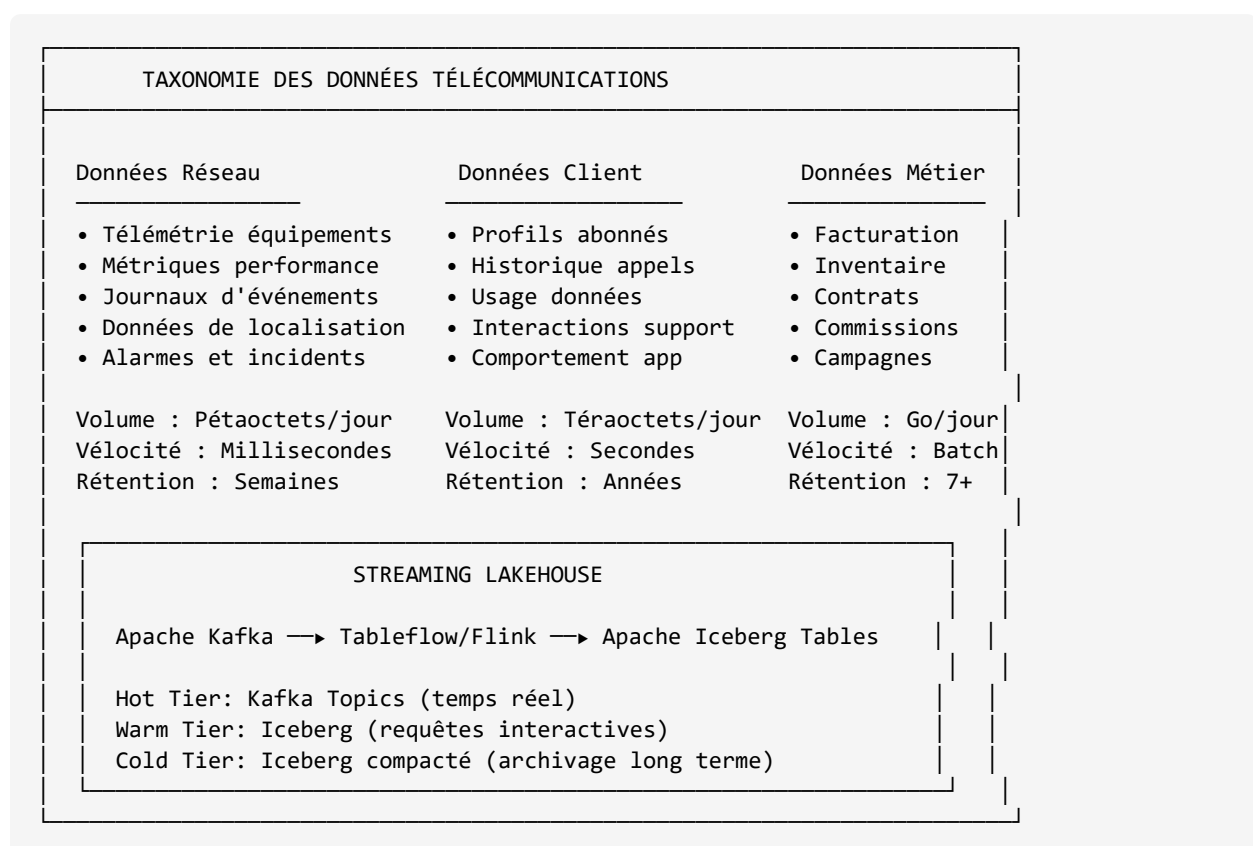 TAXONOMIE DES DONNÉES TÉLÉCOMMUNICATIONS
Données Réseau Données Client Données Métier
• Télémétrie équipements • Profils abonnés • Facturation
• Métriques performance • Historique appels • Inventaire
• Journaux d'événements • Usage données • Contrats
• Données de localisation • Interactions support • Commissions
• Alarmes et incidents • Comportement app • Campagnes
Volume : Pétaoctets/jour Volume : Téraoctets/jour Volume : Go/jour
Vélocité : Millisecondes Vélocité : Secondes Vélocité : Batch
Rétention : Semaines Rétention : Années Rétention : 7+
STREAMING LAKEHOUSE
Apache Kafka ──▶ Tableflow/Flink ──▶ Apache Iceberg Tables
Hot Tier: Kafka Topics (temps réel)
Warm Tier: Iceberg (requêtes interactives)
Cold Tier: Iceberg compacté (archivage long terme)